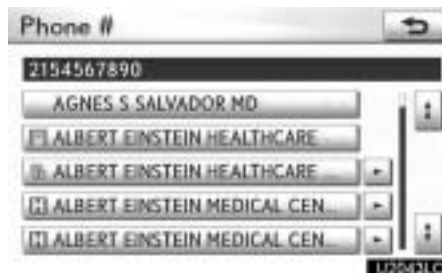 Phone #
2154567890
AGNES S SALVADOR MD
ALBERT EINSTEIN HEALTHCARE
ALBERT EINSTEIN HEALTHCARE
ALBERT EINSTEIN MEDICAL CEN...
ALBERT EINSTEIN MEDICAL CEN...